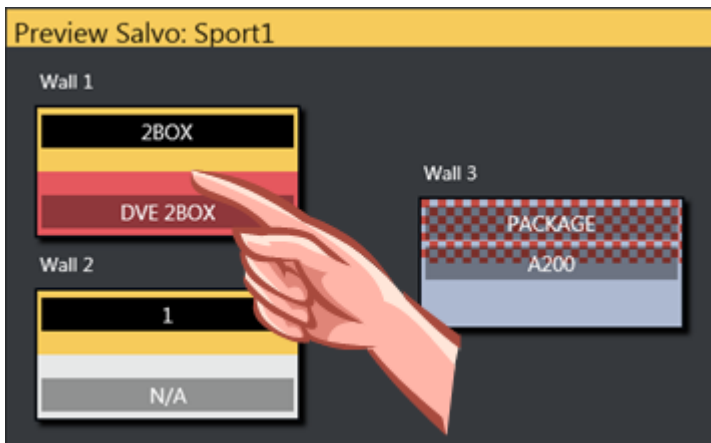 Preview Salvo: Sport1
Wall 1
2BOX
DVE 2BOX
Wall 2
1
N/A
Wall 3
PACKAGE
A200